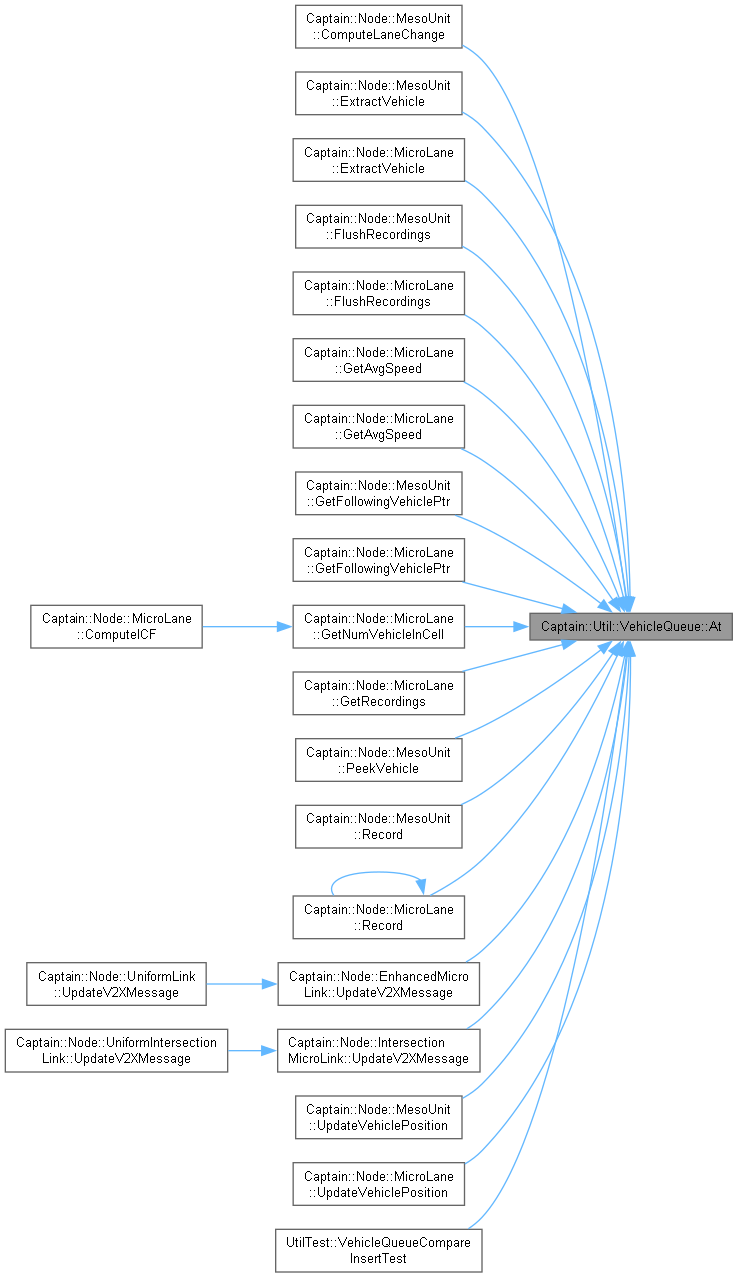 Captain::Node::MesoUnit
::ComputeLaneChange
Captain::Node::MesoUnit
::ExtractVehicle
Captain::Node::MicroLane
::ExtractVehicle
Captain::Node::MesoUnit
::FlushRecordings
Captain::Node::MicroLane
::FlushRecordings
Captain::Node::MicroLane
::GetAvgSpeed
Captain::Node::MicroLane
::GetAvgSpeed
Captain::Node::MesoUnit
::GetFollowingVehiclePtr
Captain::Node::MicroLane
::GetFollowingVehiclePtr
Captain::Node::MicroLane
::ComputeICF
Captain::Node::MicroLane
::GetNumVehicleInCell
Captain::Util::VehicleQueue::At
Captain::Node::MicroLane
::GetRecordings
Captain::Node::MesoUnit
::PeekVehicle
Captain::Node::MesoUnit
::Record
Captain::Node::MicroLane
::Record
Captain::Node::UniformLink
::UpdateV2XMessage
Captain::Node::EnhancedMicro
Link::UpdateV2XMessage
Captain::Node::UniformIntersection
Link::UpdateV2XMessage
Captain::Node::Intersection
MicroLink::UpdateV2XMessage
Captain::Node::MesoUnit
::UpdateVehiclePosition
Captain::Node::MicroLane
::UpdateVehiclePosition
UtilTest::VehicleQueueCompare
InsertTest